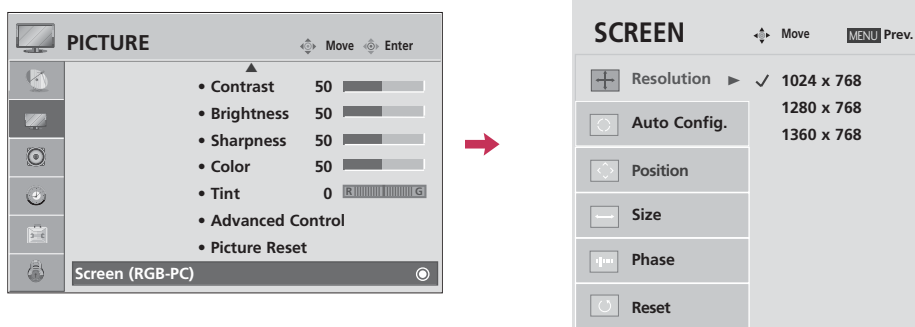 PICTURE Move Enter
• Contrast 50
• Brightness 50
• Sharpness 50
• Color 50
• Tint 0 R G
• Advanced Control
• Picture Reset
Screen (RGB-PC)
SCREEN Move MENU Prev.
Resolution ► ✓ 1024 x 768
1280 x 768
1360 x 768
Auto Config.
Position
Size
Phase
Reset